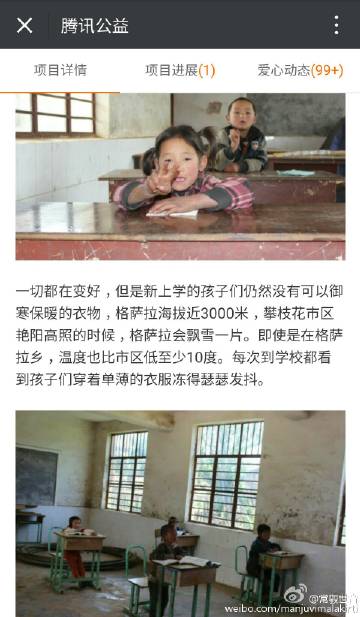 腾讯公益
项目详情 项目进展(1) 爱心动态(99+)
一切都在变好，但是新上学的孩子们仍然没有可以御
寒保暖的衣物，格萨拉海拔近3000米，攀枝花市区
艳阳高照的时候，格萨拉会飘雪一片。即使是在格萨
拉乡，温度也比市区低至少10度。每次到学校都看
到孩子们穿着单薄的衣服冻得瑟瑟发抖。
weibo.com/manjuvimalakirti